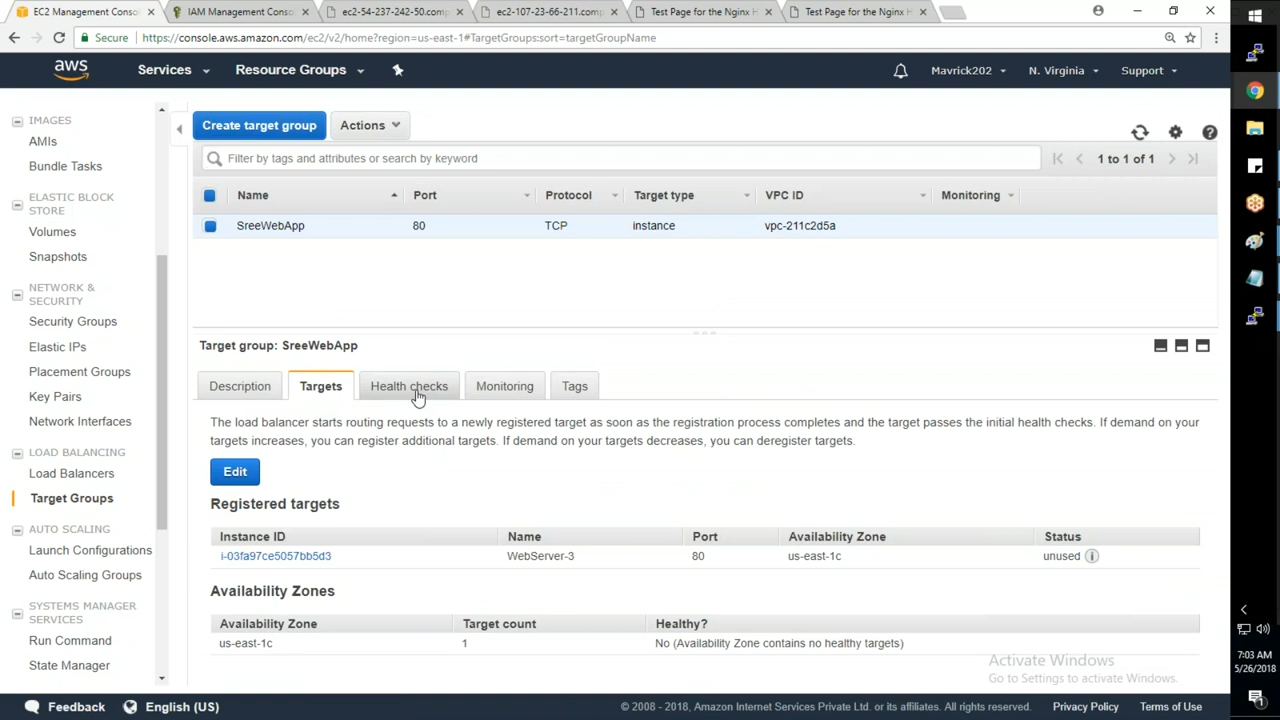 EC2 Management Conso
IAM Management Conso
ec2-54-237-242-50.comp
ec2-107-23-66-211.comp
Test Page for the Nginx H
Test Page for the Nginx H
Secure
https://console.aws.amazon.com/ec2/v2/home?region=us-east-1#TargetGroups:sort=targetGroupName
aws
Services
Resource Groups
Mavrick202
N. Virginia
Support
IMAGES
AMIs
Bundle Tasks
ELASTIC BLOCK
STORE
Volumes
Snapshots
NETWORK &
SECURITY
Security Groups
Elastic IPs
Placement Groups
Key Pairs
Network Interfaces
LOAD BALANCING
Load Balancers
Target Groups
AUTO SCALING
Launch Configurations
Auto Scaling Groups
SYSTEMS MANAGER
SERVICES
Run Command
State Manager
Create target group
Actions
Filter by tags and attributes or search by keyword
1 to 1 of 1
Name Port Protocol Target type VPC ID Monitoring
SreeWebApp 80 TCP instance vpc-211c2d5a
Target group: SreeWebApp
Description Targets Health checks Monitoring Tags
The load balancer starts routing requests to a newly registered target as soon as the registration process completes and the target passes the initial health checks. If demand on your
targets increases, you can register additional targets. If demand on your targets decreases, you can deregister targets.
Edit
Registered targets
Instance ID Name Port Availability Zone Status
i-03fa97ce5057bb5d3 WebServer-3 80 us-east-1c unused
Availability Zones
Availability Zone Target count Healthy?
us-east-1c 1 No (Availability Zone contains no healthy targets)
Activate Windows
Go to Settings to activate Windows.
Feedback
English (US)
© 2008 - 2018, Amazon Internet Services Private Ltd. or its affiliates. All rights reserved.
Privacy Policy
Terms of Use
7:03 AM
5/26/2018
1